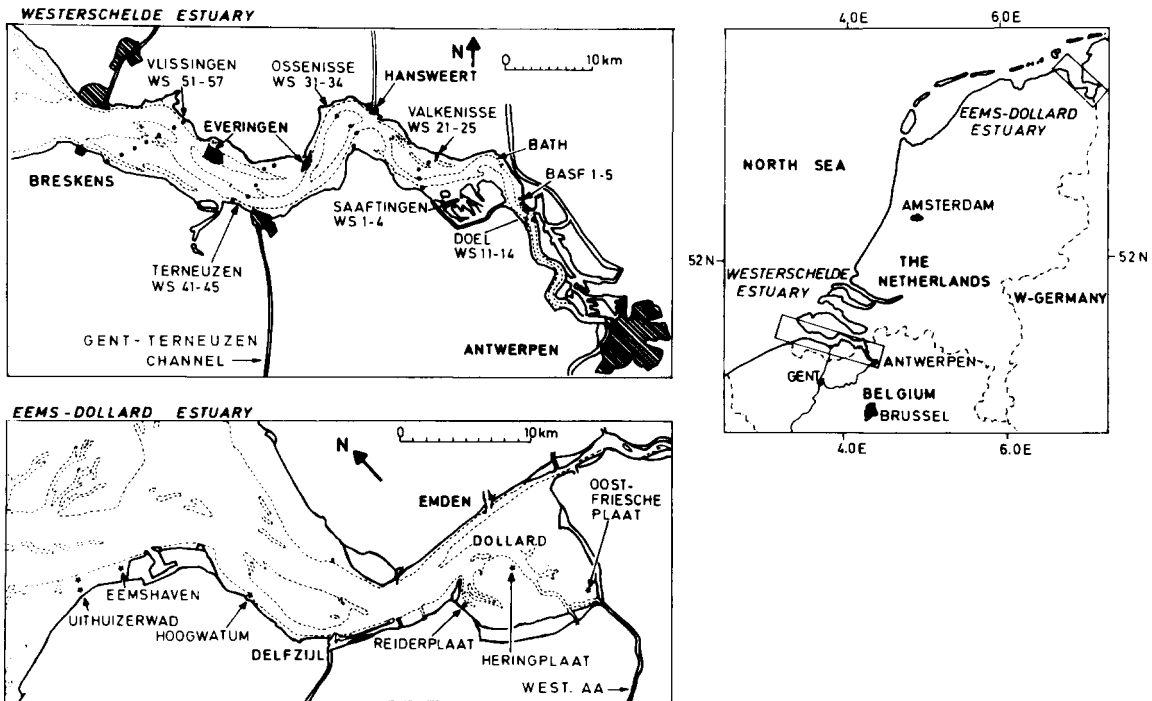 WESTERSCHELDE ESTUARY
VLISSINGEN
WS 51-57
OSSENISSE
WS 31-34
N
0 10 km
HANSWEERT
VALKENISSE
WS 21-25
EVERINGEN
BATH
BRESKENS
BASF 1-5
SAAFTINGEN
WS 1-4
DOEL
WS 11-14
TERNEUZEN
WS 41-45
GENT-TERNEUZEN
CHANNEL
ANTWERPEN
EEMS-DOLLARD ESTUARY
N
0 10km
EMDEN
OOST-
FRIESCHE
PLAAT
DOLLARD
EEMSHAVEN
UITHUIZERWAD
HOOGWATUM
DELFZIJL
REIDERPLAAT
HERINGPLAAT
WEST. AA
4.0E 6.0E
EEMS-DOLLARD
ESTUARY
NORTH SEA
AMSTERDAM
52N 52N
THE
NETHERLANDS
WESTERSCHELDE
ESTUARY
W-GERMANY
ANTWERPEN
GENT
BELGIUM
BRUSSEL
4.0E 6.0E